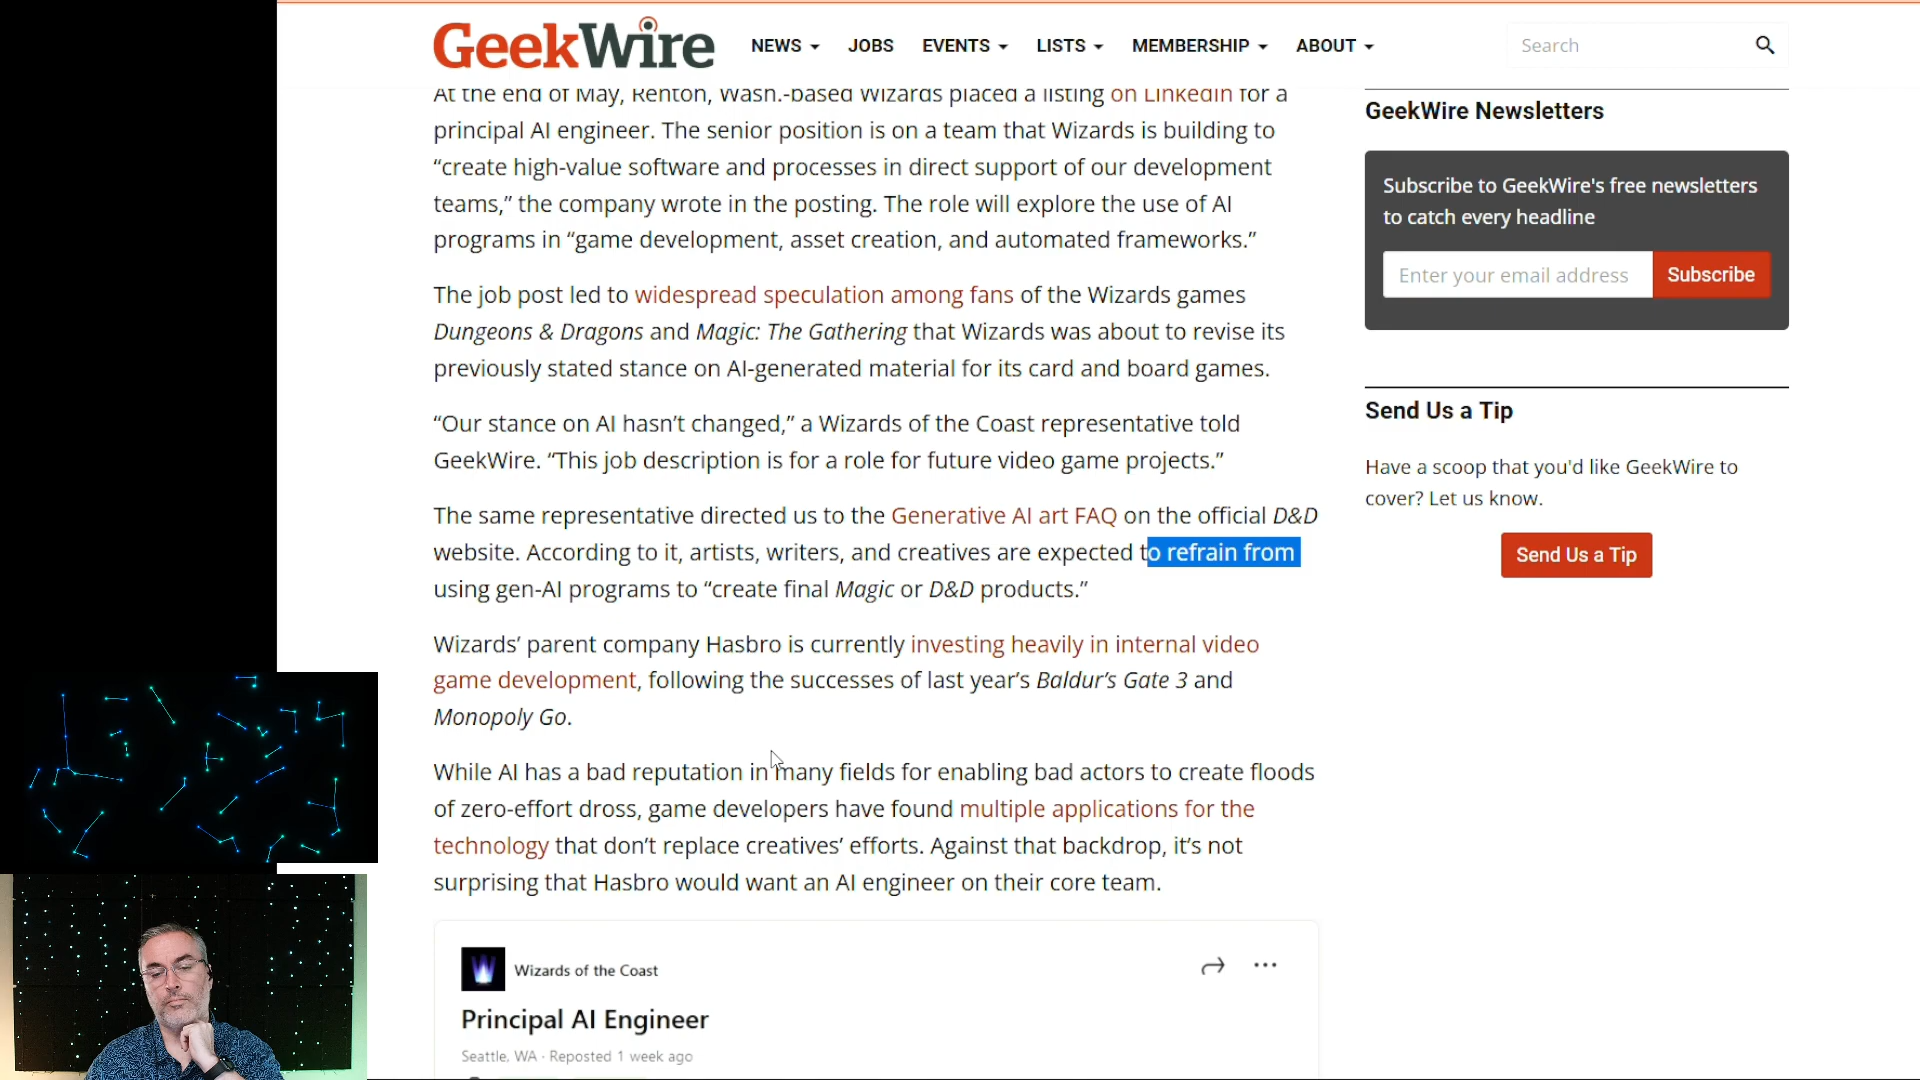 GeekWire
NEWS JOBS EVENTS LISTS MEMBERSHIP ABOUT
Search
At the end of May, Renton, Wash.-based Wizards placed a listing on LinkedIn for a
principal AI engineer. The senior position is on a team that Wizards is building to
“create high-value software and processes in direct support of our development
teams,” the company wrote in the posting. The role will explore the use of AI
programs in “game development, asset creation, and automated frameworks.”
The job post led to widespread speculation among fans of the Wizards games
Dungeons & Dragons and Magic: The Gathering that Wizards was about to revise its
previously stated stance on AI-generated material for its card and board games.
“Our stance on AI hasn’t changed,” a Wizards of the Coast representative told
GeekWire. “This job description is for a role for future video game projects.”
The same representative directed us to the Generative AI art FAQ on the official D&D
website. According to it, artists, writers, and creatives are expected to refrain from
using gen-AI programs to “create final Magic or D&D products.”
Wizards’ parent company Hasbro is currently investing heavily in internal video
game development, following the successes of last year’s Baldur’s Gate 3 and
Monopoly Go.
While AI has a bad reputation in many fields for enabling bad actors to create floods
of zero-effort dross, game developers have found multiple applications for the
technology that don’t replace creatives’ efforts. Against that backdrop, it’s not
surprising that Hasbro would want an AI engineer on their core team.
Wizards of the Coast
Principal AI Engineer
Seattle, WA · Reposted 1 week ago
GeekWire Newsletters
Subscribe to GeekWire's free newsletters
to catch every headline
Enter your email address Subscribe
Send Us a Tip
Have a scoop that you'd like GeekWire to
cover? Let us know.
Send Us a Tip